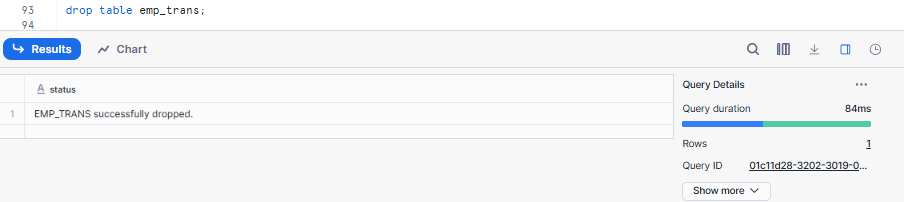 93 drop table emp_trans;
94
Results Chart
A status
1 EMP_TRANS successfully dropped.
Query Details ...
Query duration 84ms
Rows 1
Query ID 01c11d28-3202-3019-0...
Show more